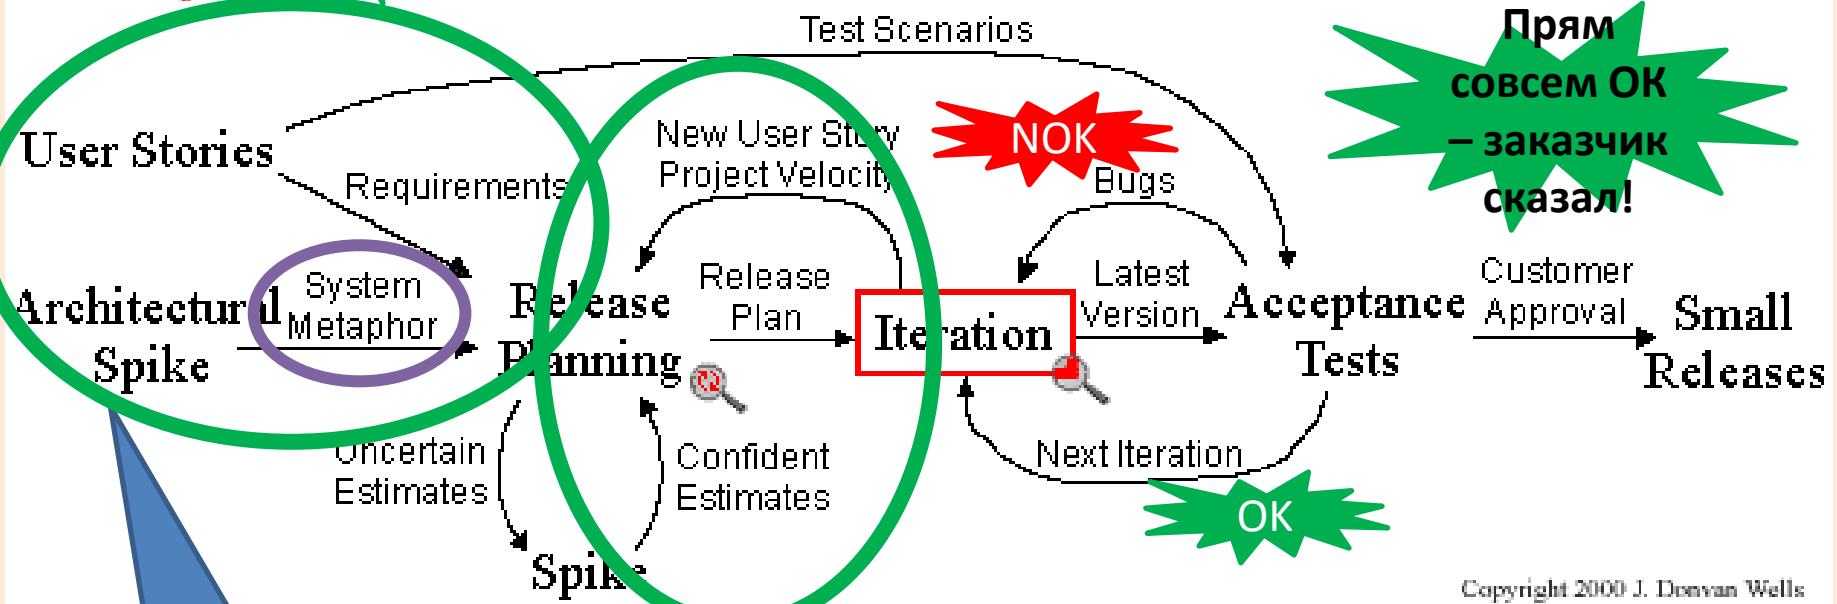 Test Scenarios
Прям
совсем ОК
– заказчик
сказал!
User Stories
Requirements
New User Story
Project Velocity
NOK
Bugs
Architectural
Spike
System
Metaphor
Release
Planning
Release
Plan
Iteration
Latest
Version
Acceptance
Tests
Customer
Approval
Small
Releases
Uncertain
Estimates
Confident
Estimates
Next Iteration
OK
Spike
Copyright 2000 J. Donvan Wells